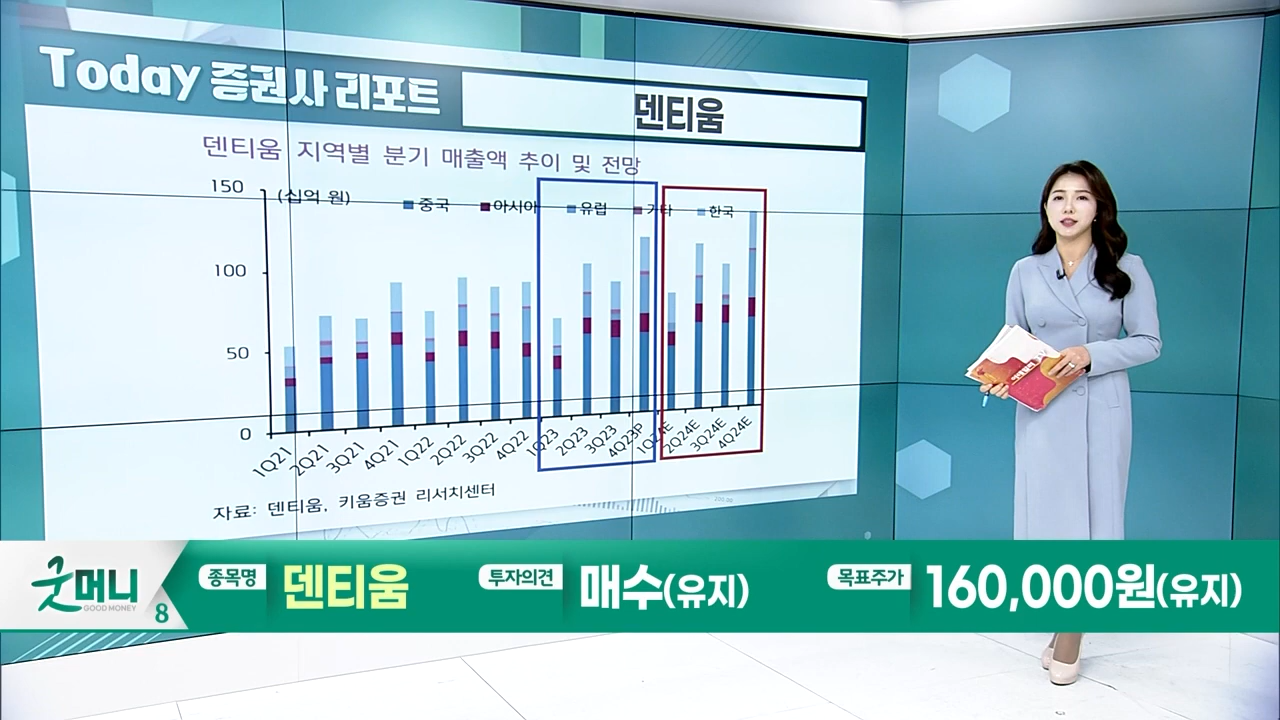 Today 증권사 리포트
덴티움
덴티움 지역별 분기 매출액 추이 및 전망
(십억 원)
중국 아시아 유럽 기타 한국
150
100
50
0
1Q21 2Q21 3Q21 4Q21 1Q22 2Q22 3Q22 4Q22 1Q23 2Q23 3Q23 4Q23P 1Q24E 2Q24E 3Q24E 4Q24E
자료: 덴티움, 키움증권 리서치센터
굿머니
GOOD MONEY
8
종목명 덴티움 투자의견 매수(유지) 목표주가 160,000원(유지)